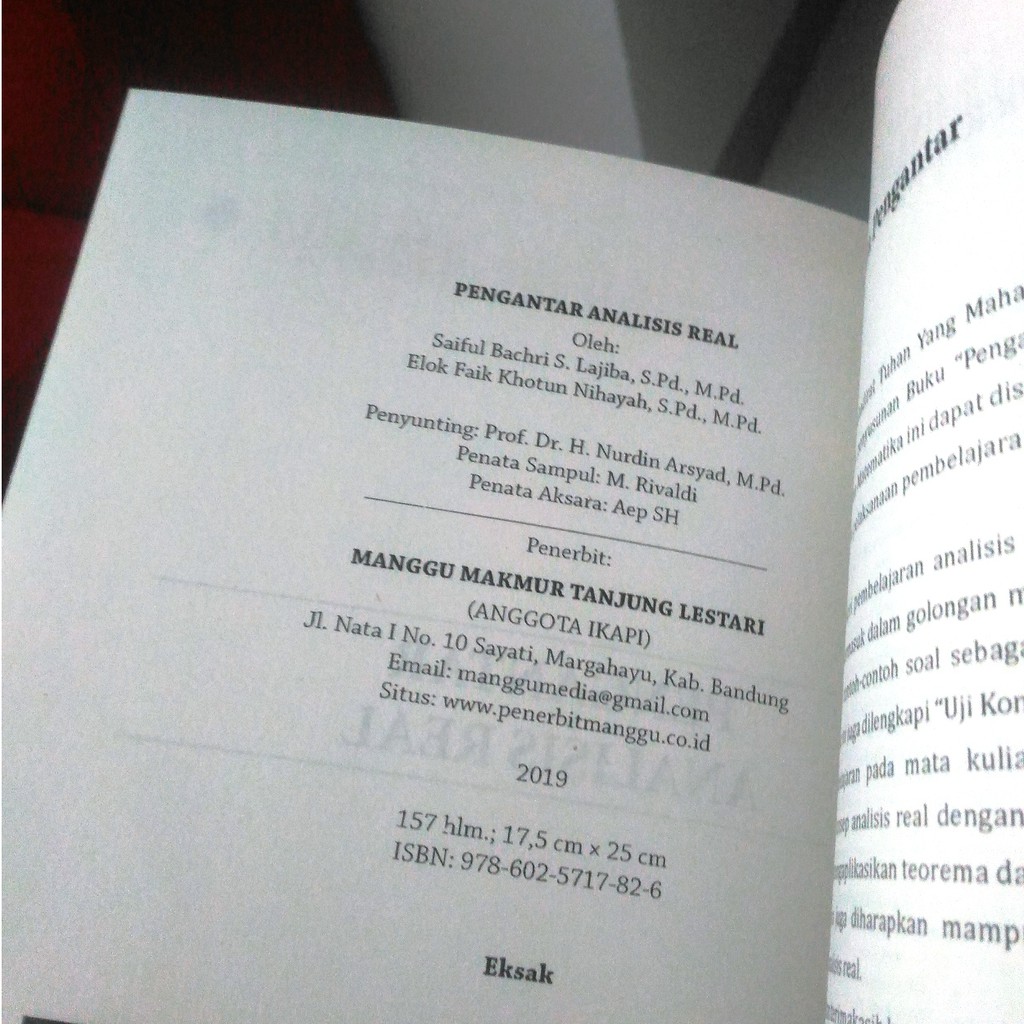 PENGANTAR ANALISIS REAL
Oleh:
Saiful Bachri S. Lajiba, S.Pd., M.Pd.
Elok Faik Khotun Nihayah, S.Pd., M.Pd.
Penyunting: Prof. Dr. H. Nurdin Arsyad, M.Pd.
Penata Sampul: M. Rivaldi
Penata Aksara: Aep SH
Penerbit:
MANGGU MAKMUR TANJUNG LESTARI
(ANGGOTA IKAPI)
Jl. Nata I No. 10 Sayati, Margahayu, Kab. Bandung
Email: manggumedia@gmail.com
Situs: www.penerbitmanggu.co.id
2019
157 hlm.; 17,5 cm × 25 cm
ISBN: 978-602-5717-82-6
Eksak
Pengantar
Tuhan Yang Maha
Buku “Penga
ini dapat dis
pembelajara
pembelajaran analisis
dalam golongan m
soal sebaga
juga dilengkapi “Uji Kon
pada mata kulia
analisis real dengan
teorema da
juga diharapkan mamp
real.